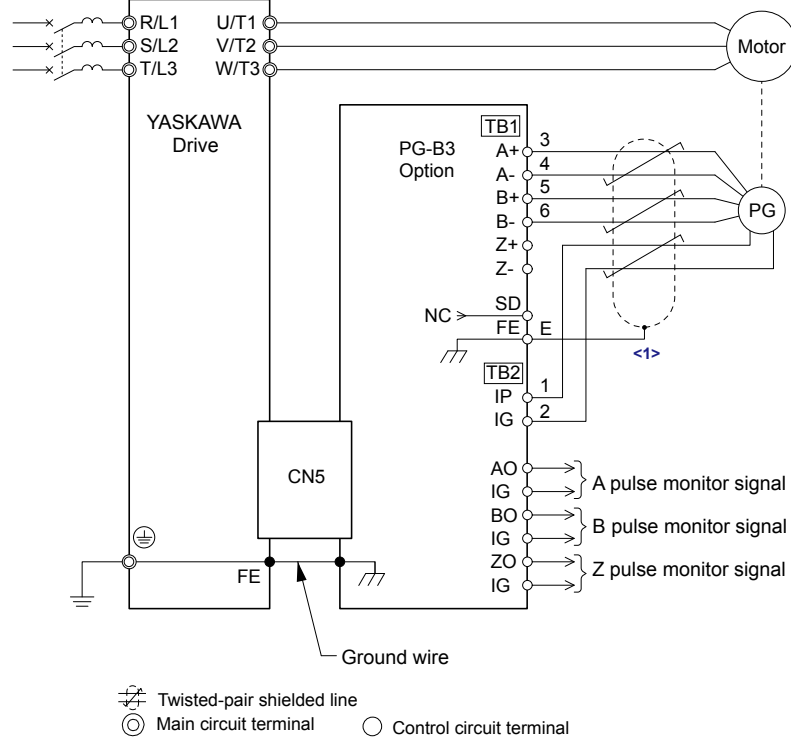 R/L1 U/T1
S/L2 V/T2
T/L3 W/T3
Motor
YASKAWA
Drive
PG-B3
Option
TB1
A+ 3
A- 4
B+ 5
B- 6
Z+
Z-
PG
NC SD
FE E
<1>
TB2
IP 1
IG 2
CN5
AO
IG
A pulse monitor signal
BO
IG
B pulse monitor signal
ZO
IG
Z pulse monitor signal
FE
Ground wire
Twisted-pair shielded line
Main circuit terminal
Control circuit terminal